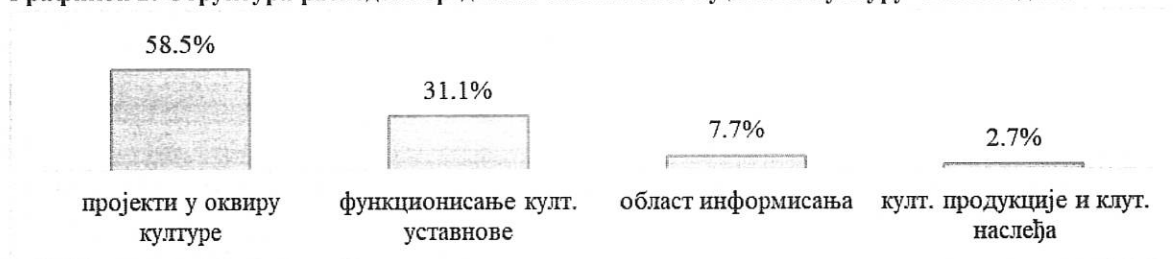 58.5%
31.1%
7.7%
2.7%
пројекти у оквиру
културе
функционисање култ.
уставнове
област информисања
култ. продукције и клут.
наслеђа